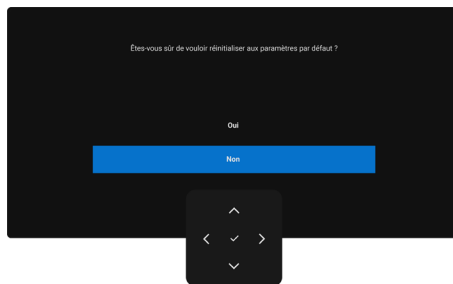 Êtes-vous sûr de vouloir réinitialiser aux paramètres par défaut ?
Oui
Non